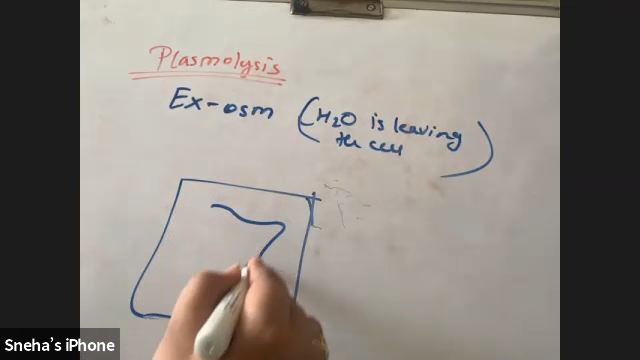 Plasmolysis
Ex-osm (H2O is leaving
the cell)
Sneha's iPhone